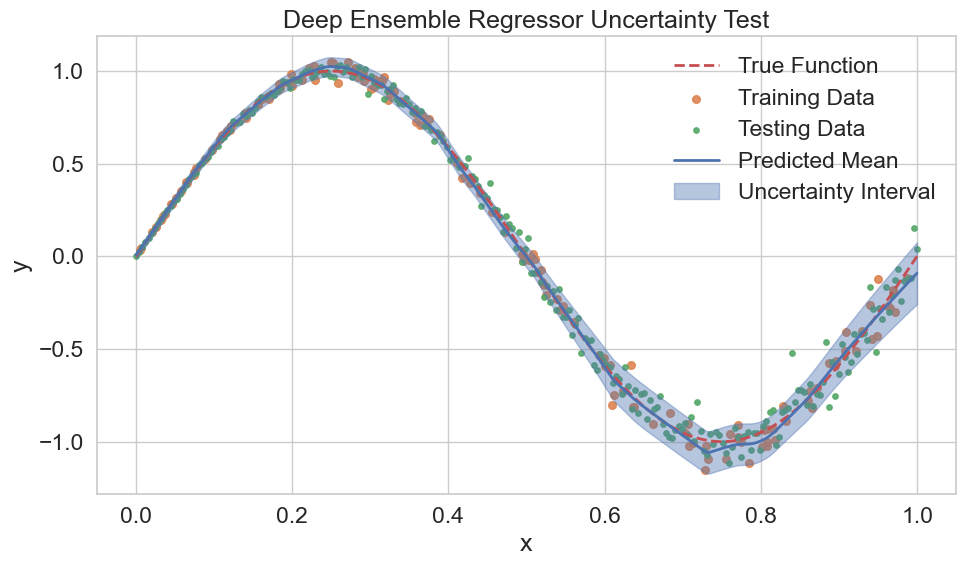 Deep Ensemble Regressor Uncertainty Test
True Function
Training Data
Testing Data
Predicted Mean
Uncertainty Interval
1.0
0.5
0.0
−0.5
−1.0
y
0.0 0.2 0.4 0.6 0.8 1.0
x